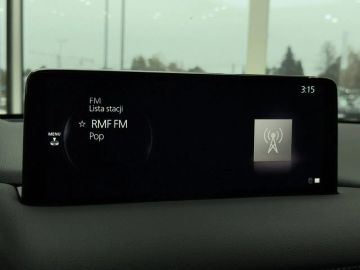 FM
3:15
Lista stacji
☆ RMF FM
MENU
Pop